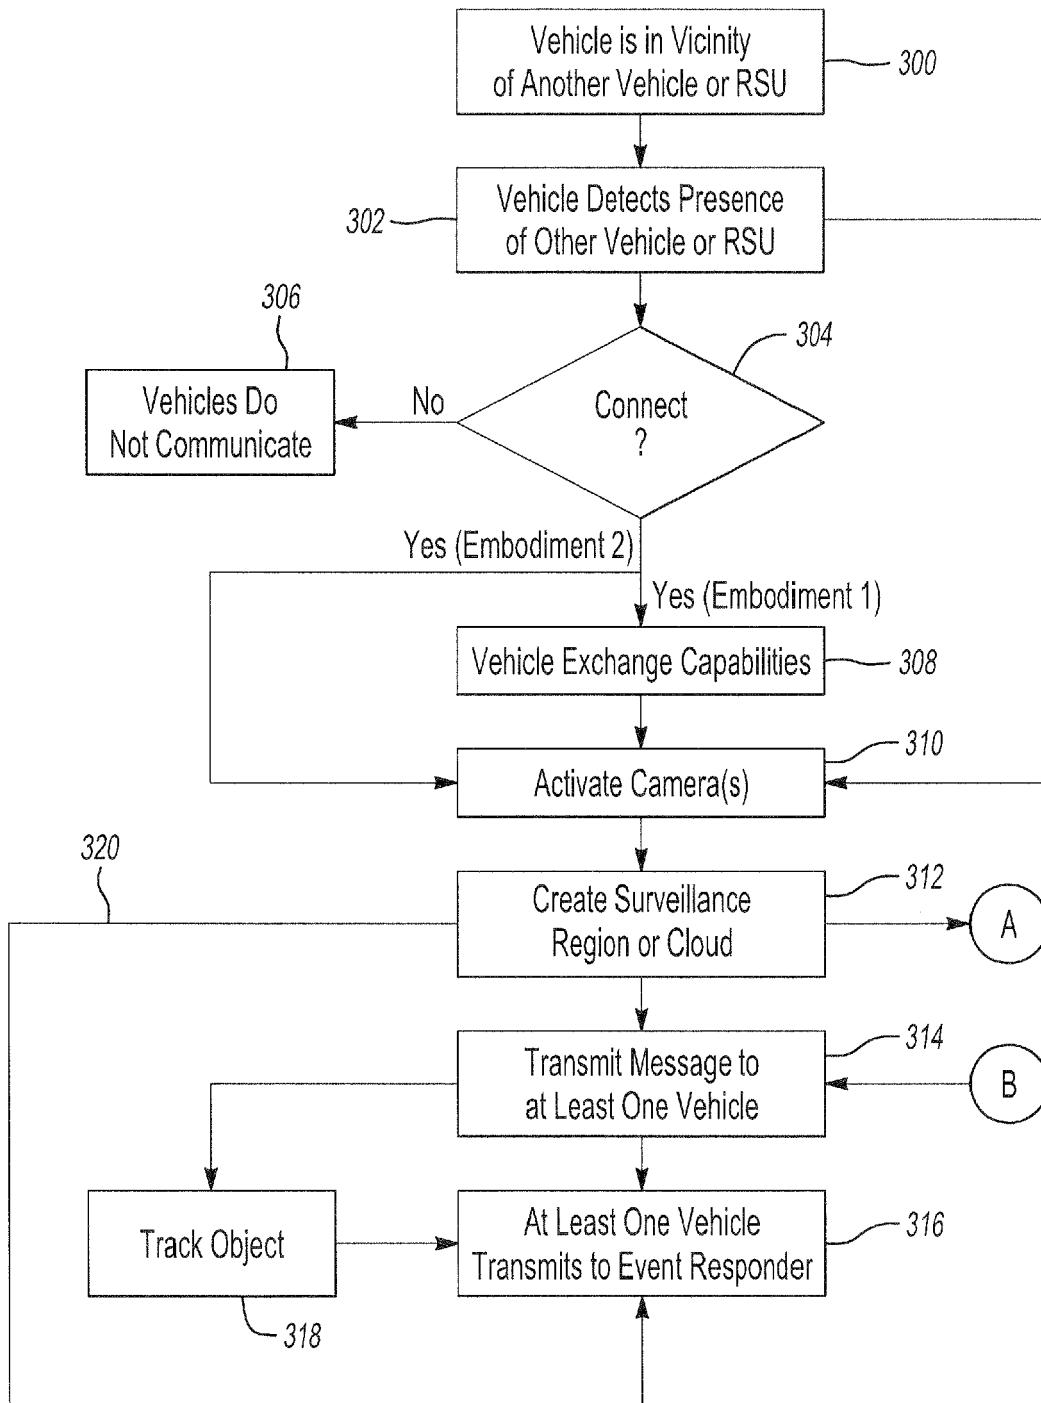 Vehicle is in Vicinity
of Another Vehicle or RSU
300
Vehicle Detects Presence
of Other Vehicle or RSU
302
306
304
Vehicles Do
Not Communicate
No
Connect
?
Yes (Embodiment 2)
Yes (Embodiment 1)
Vehicle Exchange Capabilities
308
310
Activate Camera(s)
320
312
Create Surveillance
Region or Cloud
A
314
Transmit Message to
at Least One Vehicle
B
Track Object
At Least One Vehicle
Transmits to Event Responder
316
318